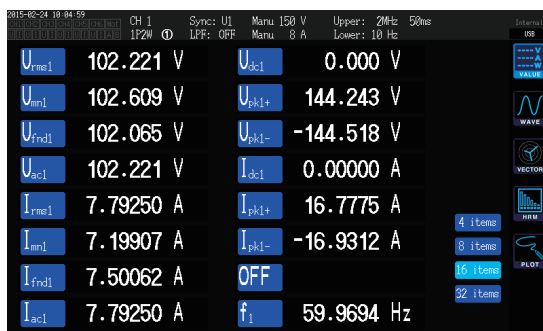 2015-02-24 10:04:59
CH 1 Sync: U1 Manu 150 V Upper: 2MHz 50ms
1P2W ① LPF: OFF Manu 8 A Lower: 10 Hz
Internal
USB
Urms1 102.221 V Udc1 0.000 V
Umn1 102.609 V Upk1+ 144.243 V
Ufnd1 102.065 V Upk1- -144.518 V
Uac1 102.221 V Idc1 0.00000 A
Irms1 7.79250 A Ipk1+ 16.7775 A
Imn1 7.19907 A Ipk1- -16.9312 A
Ifnd1 7.50062 A OFF
Iac1 7.79250 A f1 59.9694 Hz
4 items
8 items
16 items
32 items
V
A
W
VALUE
WAVE
VECTOR
HRM
PLOT